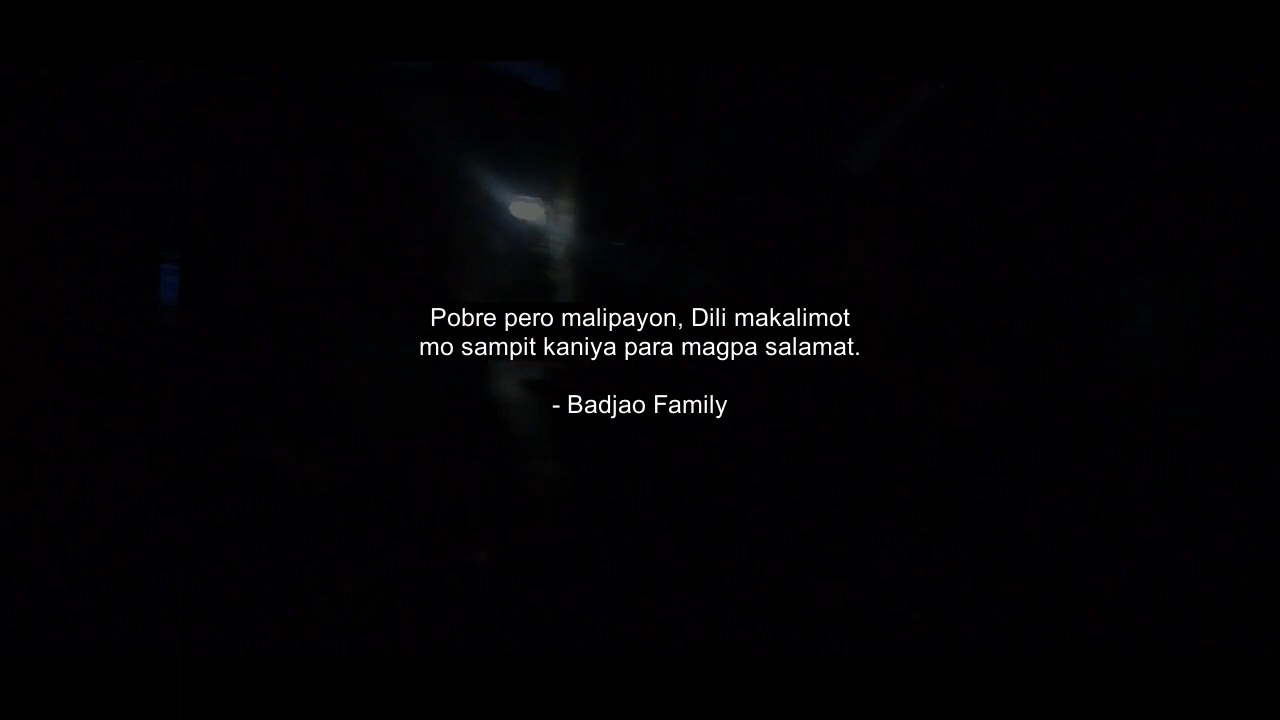 Pobre pero malipayon, Dili makalimot
mo sampit kaniya para magpa salamat.
- Badjao Family